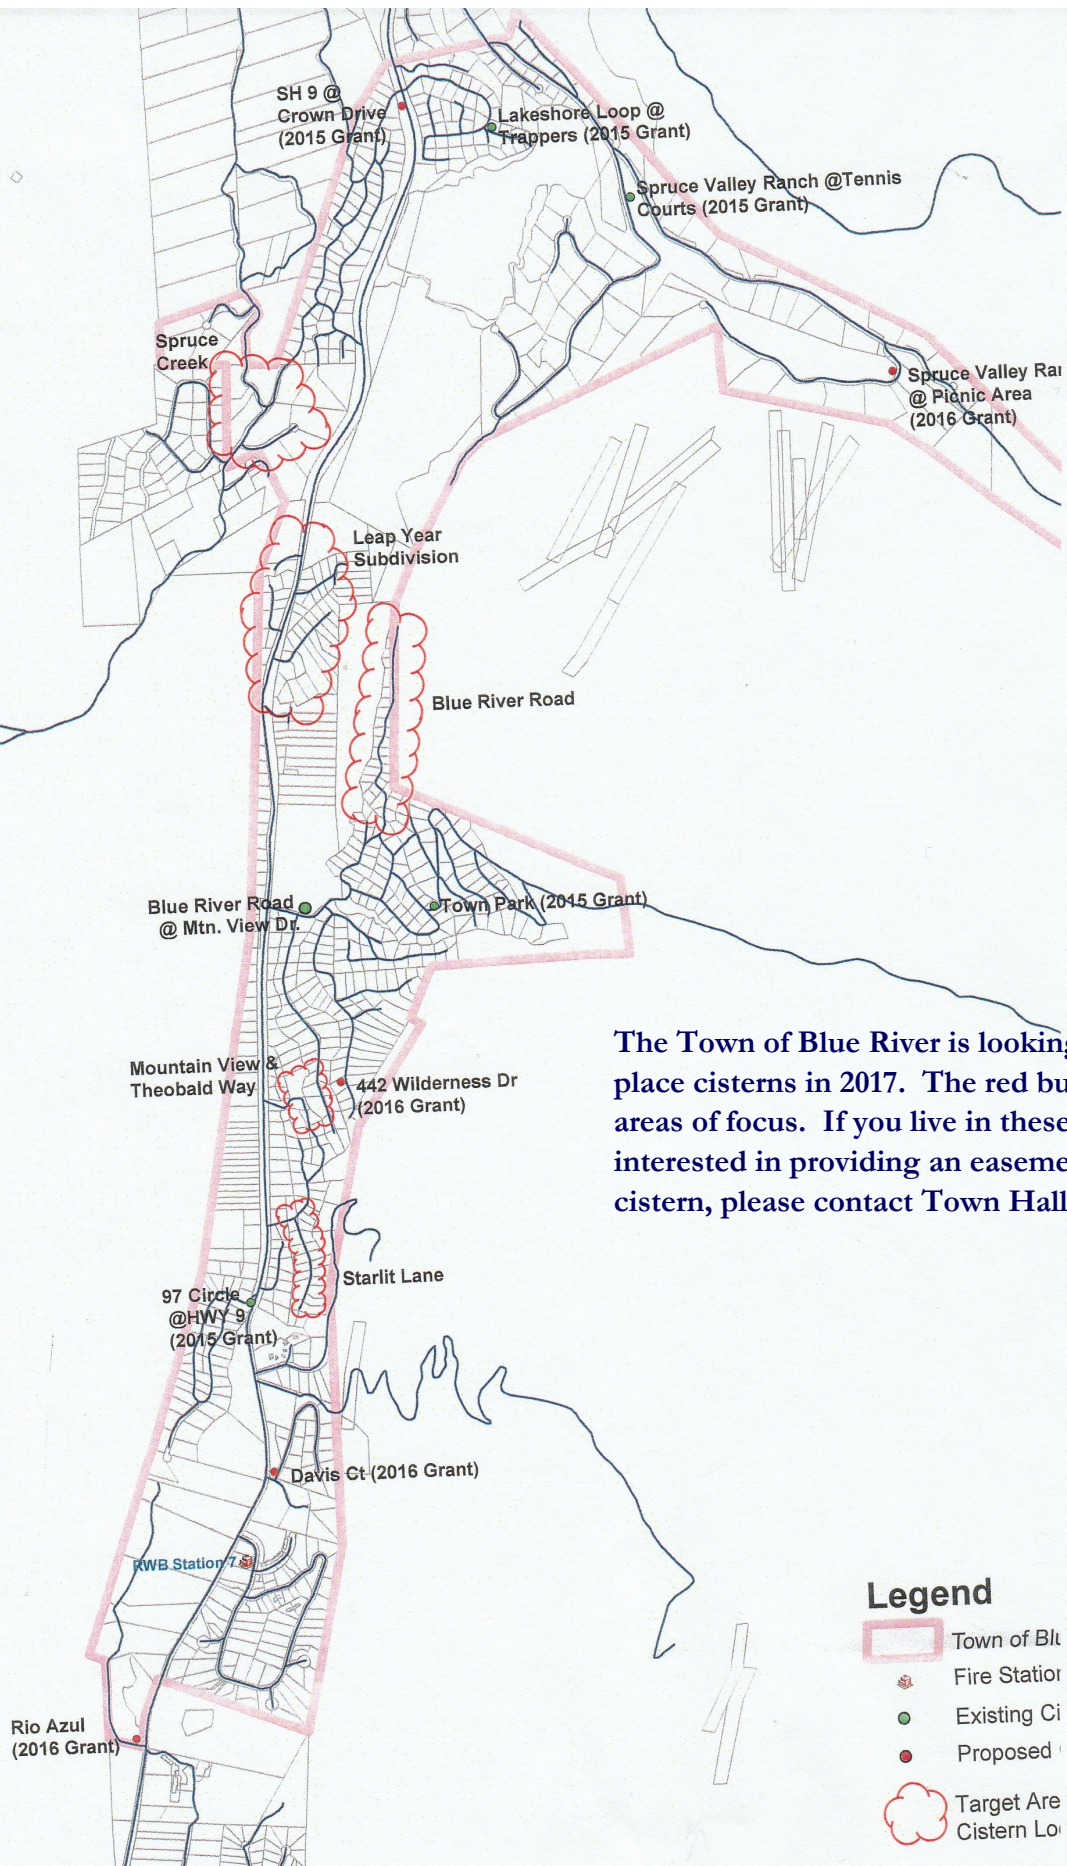 SH 9 @
Crown Drive
(2015 Grant)
Lakeshore Loop @
Trappers (2015 Grant)
Spruce Valley Ranch @Tennis
Courts (2015 Grant)
Spruce
Creek
Spruce Valley Ran
@ Picnic Area
(2016 Grant)
Leap Year
Subdivision
Blue River Road
Blue River Road
@ Mtn. View Dr.
Town Park (2015 Grant)
The Town of Blue River is looking
place cisterns in 2017. The red bu
areas of focus. If you live in these
interested in providing an easeme
cistern, please contact Town Hall
Mountain View &
Theobald Way
442 Wilderness Dr
(2016 Grant)
Starlit Lane
97 Circle
@HWY 9
(2015 Grant)
Davis Ct (2016 Grant)
RWB Station 7
Rio Azul
(2016 Grant)
Legend
Town of Blu
Fire Station
Existing Ci
Proposed
Target Are
Cistern Lo